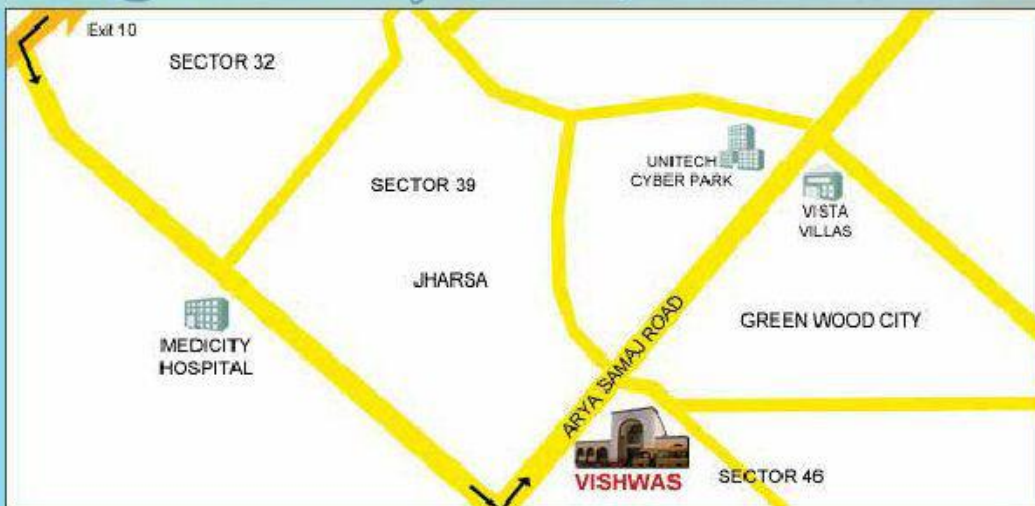 Exit 10
SECTOR 32
SECTOR 39
UNITECH
CYBER PARK
VISTA
VILLAS
JHARSA
MEDICITY
HOSPITAL
ARYA SAMAJ ROAD
GREEN WOOD CITY
VISHWAS
SECTOR 46